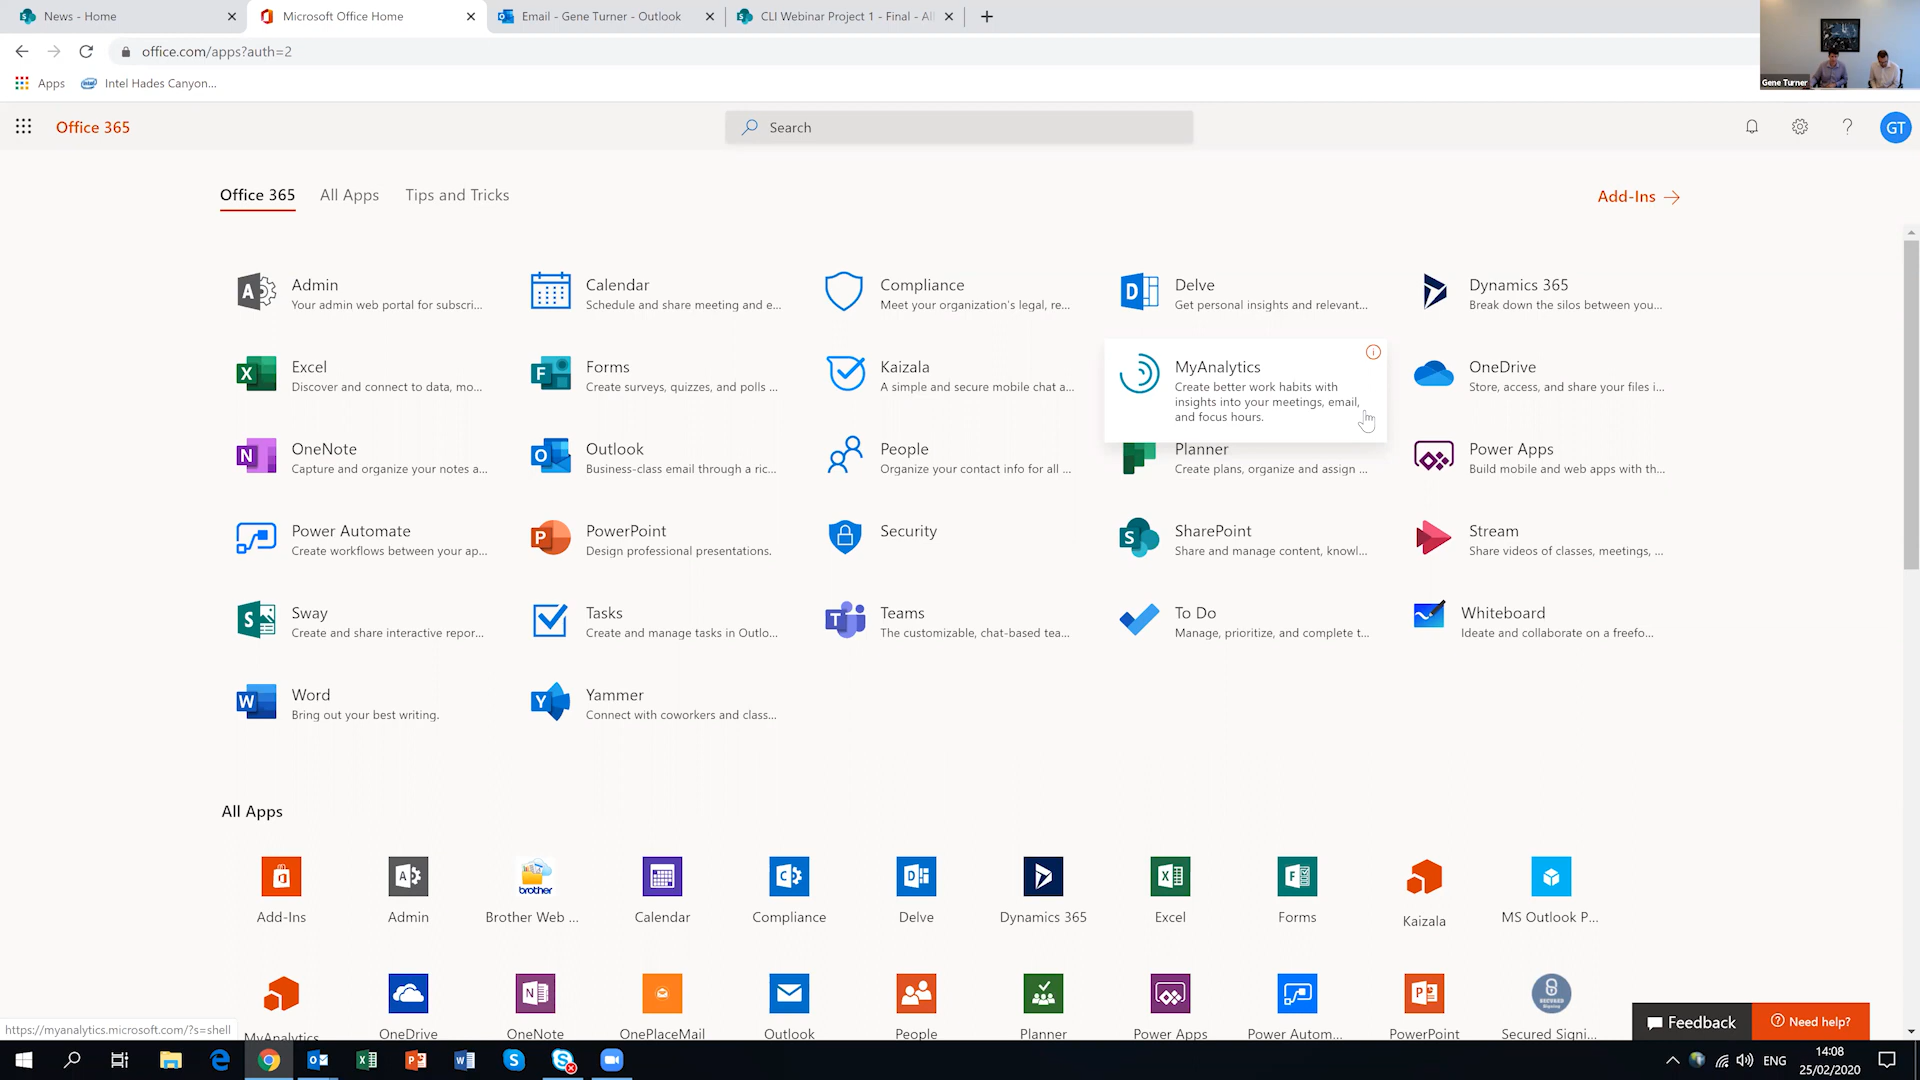 News - Home
Microsoft Office Home
Email - Gene Turner - Outlook
CLI Webinar Project 1 - Final - All
office.com/apps?auth=2
Apps
Intel Hades Canyon...
Gene Turner
Office 365
Search
GT
Office 365
All Apps
Tips and Tricks
Add-Ins
Admin
Your admin web portal for subscri...
Calendar
Schedule and share meeting and e...
Compliance
Meet your organization's legal, re...
Delve
Get personal insights and relevant...
Dynamics 365
Break down the silos between you...
Excel
Discover and connect to data, mo...
Forms
Create surveys, quizzes, and polls ...
Kaizala
A simple and secure mobile chat a...
MyAnalytics
Create better work habits with
insights into your meetings, email,
and focus hours.
OneDrive
Store, access, and share your files i...
OneNote
Capture and organize your notes a...
Outlook
Business-class email through a ric...
People
Organize your contact info for all ...
Planner
Create plans, organize and assign ...
Power Apps
Build mobile and web apps with th...
Power Automate
Create workflows between your ap...
PowerPoint
Design professional presentations.
Security
SharePoint
Share and manage content, knowl...
Stream
Share videos of classes, meetings, ...
Sway
Create and share interactive repor...
Tasks
Create and manage tasks in Outlo...
Teams
The customizable, chat-based tea...
To Do
Manage, prioritize, and complete t...
Whiteboard
Ideate and collaborate on a freefo...
Word
Bring out your best writing.
Yammer
Connect with coworkers and class...
All Apps
brother
Add-Ins
Admin
Brother Web ...
Calendar
Compliance
Delve
Dynamics 365
Excel
Forms
Kaizala
MS Outlook P...
MyAnalytics
OneDrive
OneNote
OnePlaceMail
Outlook
People
Planner
Power Apps
Power Autom...
PowerPoint
Secured Signi...
https://myanalytics.microsoft.com/?s=shell
Feedback
Need help?
ENG
14:08
25/02/2020